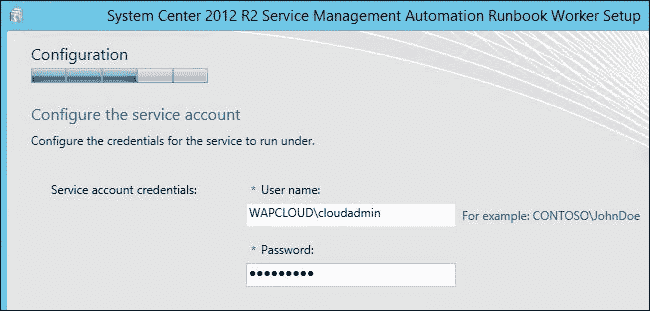 System Center 2012 R2 Service Management Automation Runbook Worker Setup
Configuration
Configure the service account
Configure the credentials for the service to run under.
Service account credentials:
* User name:
WAPCLOUD\cloudadmin
For example: CONTOSO\JohnDoe
* Password:
●●●●●●●●●